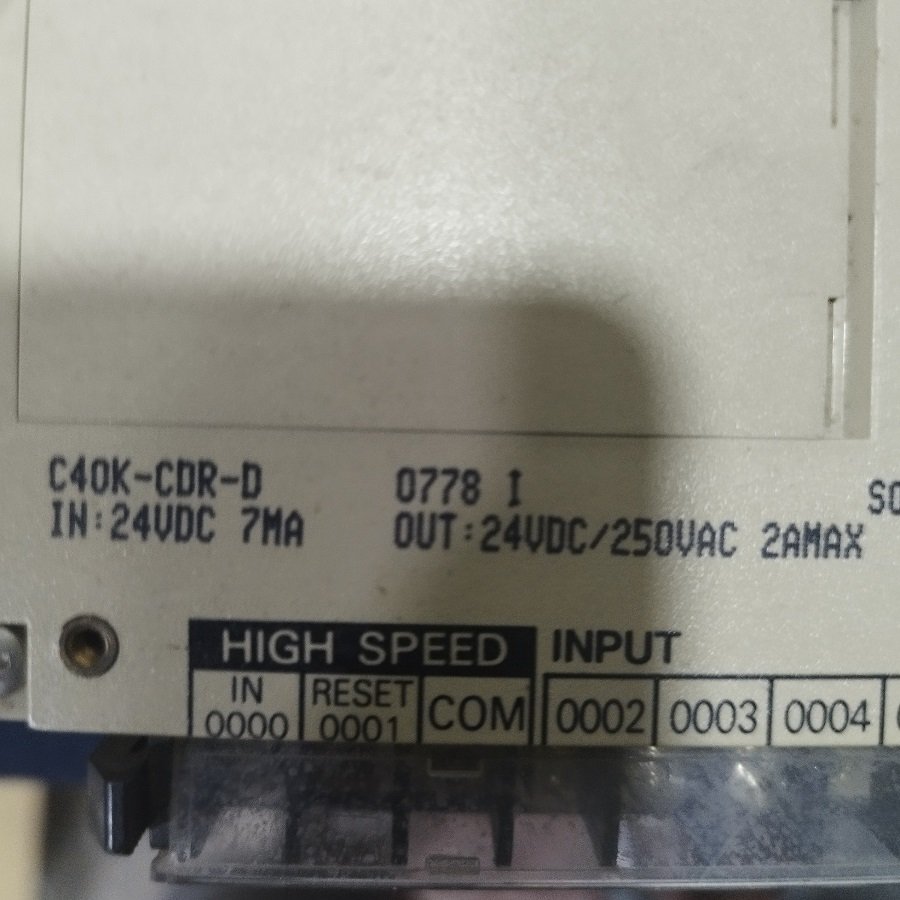 C40K-CDR-D 0778 I
IN:24VDC 7MA OUT:24VDC/250VAC 2AMAX
HIGH SPEED INPUT
IN RESET COM 0002 0003 0004
0000 0001